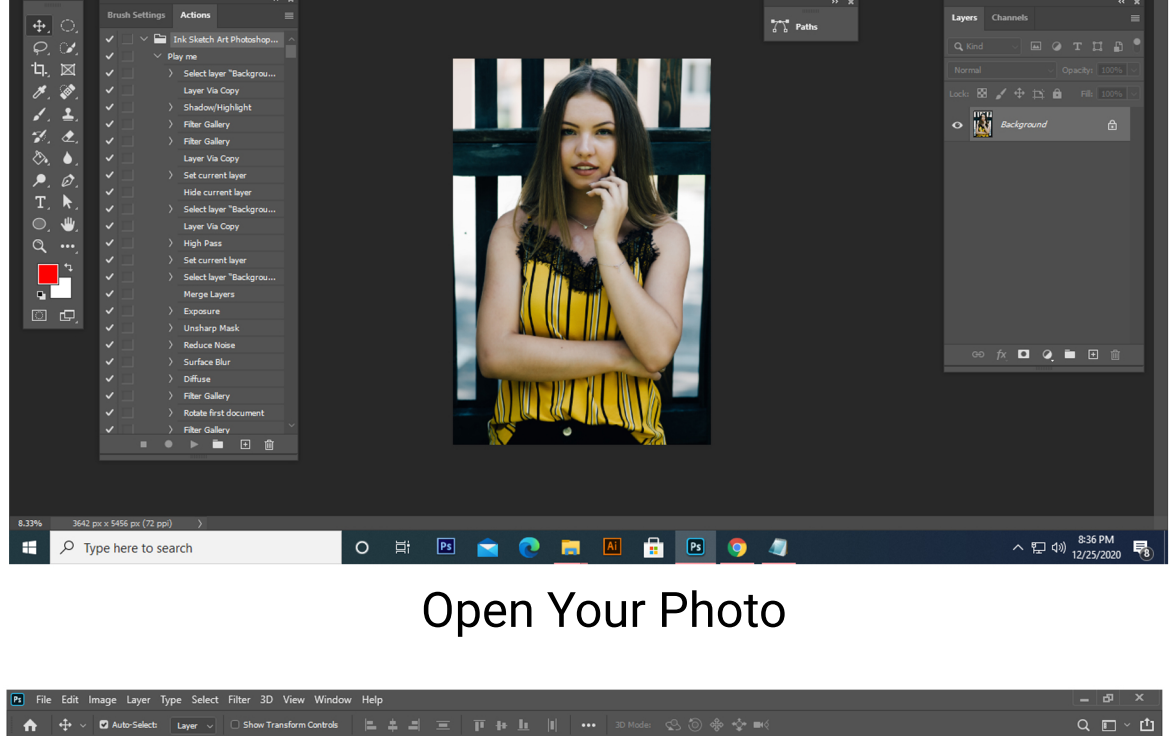 Brush Settings Actions
Ink Sketch Art Photoshop...
Play me
Select layer "Backgrou...
Layer Via Copy
Shadow/Highlight
Filter Gallery
Filter Gallery
Layer Via Copy
Set current layer
Hide current layer
Select layer "Backgrou...
Layer Via Copy
High Pass
Set current layer
Select layer "Backgrou...
Merge Layers
Exposure
Unsharp Mask
Reduce Noise
Surface Blur
Diffuse
Filter Gallery
Rotate first document
Filter Gallery
Paths
Layers Channels
Kind
Normal Opacity: 100%
Lock: Fill: 100%
Background
8.33% 3642 px x 5456 px (72 ppi)
Type here to search
Ps
Ai
Ps
8:36 PM
12/25/2020
8
Open Your Photo
Ps File Edit Image Layer Type Select Filter 3D View Window Help
Auto-Select: Layer Show Transform Controls 3D Mode: